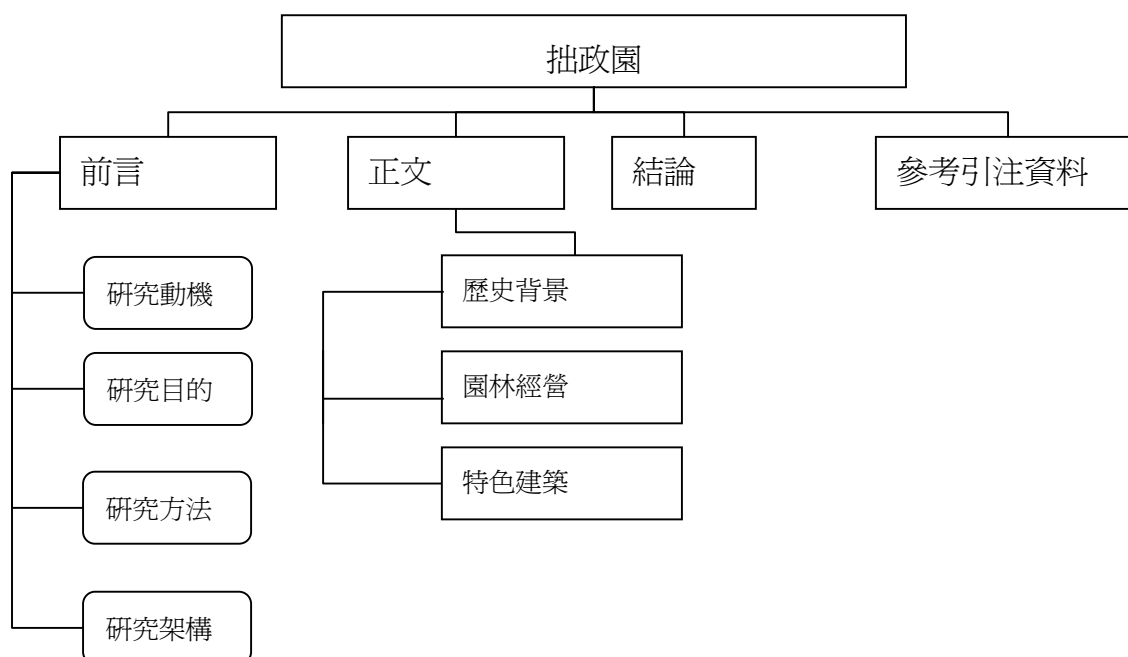 拙政園
前言
正文
結論
參考引注資料
研究動機
研究目的
研究方法
研究架構
歷史背景
園林經營
特色建築